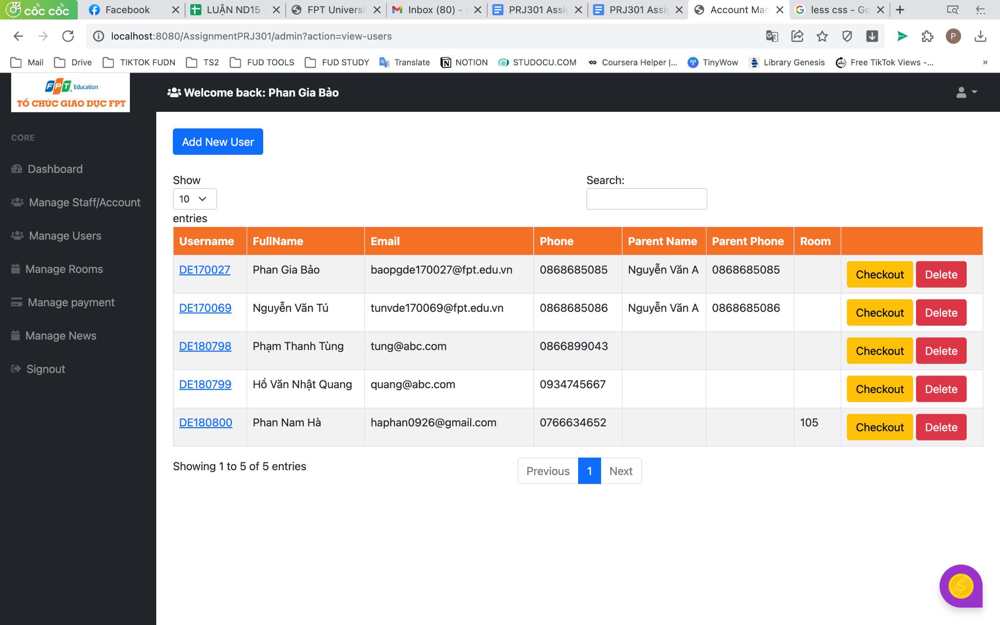 cốc cốc
Facebook
LUẬN ND15 -
FPT Universi
Inbox (80) -
PRJ301 Assig
PRJ301 Assig
Account Man
less css - Go
localhost:8080/AssignmentPRJ301/admin?action=view-users
P
Mail
Drive
TIKTOK FUDN
TS2
FUD TOOLS
FUD STUDY
Translate
NOTION
STUDOCU.COM
Coursera Helper |...
TinyWow
Library Genesis
Free TikTok Views -...
»
FPT Education
TỔ CHỨC GIÁO DỤC FPT
Welcome back: Phan Gia Bảo
CORE
Dashboard
Manage Staff/Account
Manage Users
Manage Rooms
Manage payment
Manage News
Signout
Add New User
Show
10
entries
Search:
Username FullName Email Phone Parent Name Parent Phone Room
DE170027 Phan Gia Bảo baopgde170027@fpt.edu.vn 0868685085 Nguyễn Văn A 0868685085 Checkout Delete
DE170069 Nguyễn Văn Tú tunvde170069@fpt.edu.vn 0868685086 Nguyễn Văn A 0868685086 Checkout Delete
DE180798 Phạm Thanh Tùng tung@abc.com 0866899043 Checkout Delete
DE180799 Hồ Văn Nhật Quang quang@abc.com 0934745667 Checkout Delete
DE180800 Phan Nam Hà haphan0926@gmail.com 0766634652 105 Checkout Delete
Showing 1 to 5 of 5 entries
Previous 1 Next